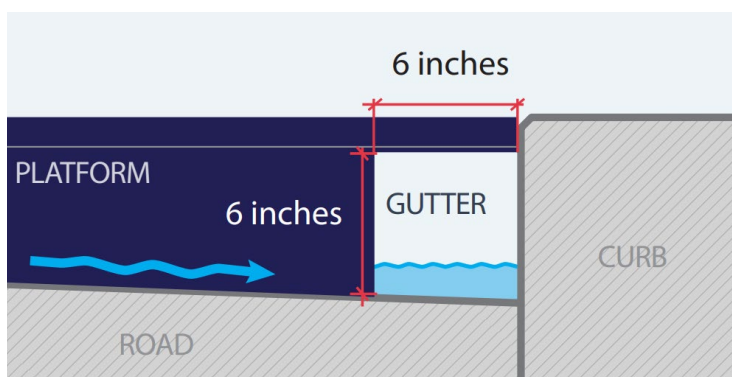 6 inches
PLATFORM
6 inches
GUTTER
CURB
ROAD